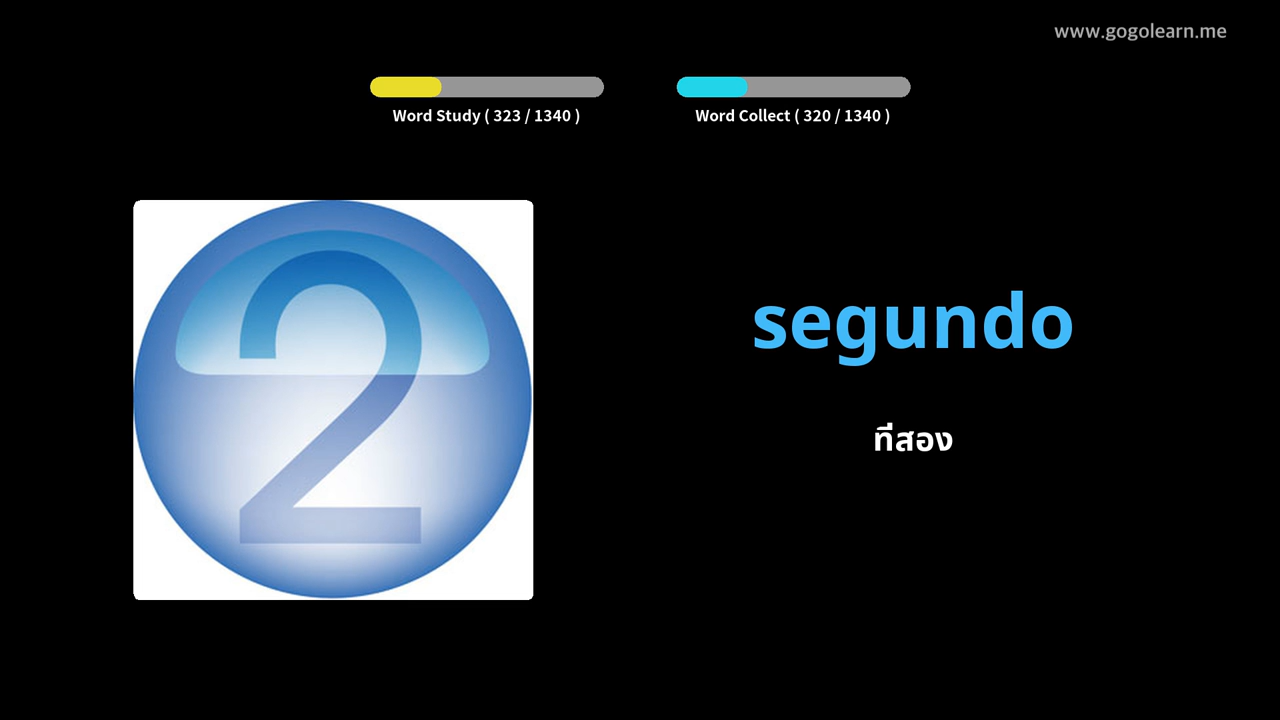 www.gogolearn.me
Word Study ( 323 / 1340 )
Word Collect ( 320 / 1340 )
2
segundo
ที่สอง